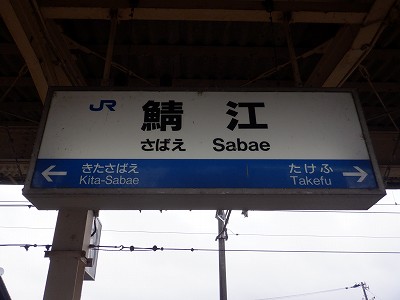 JR 鯖江
さばえ Sabae
← きたさばえ たけふ →
Kita-Sabae Takefu